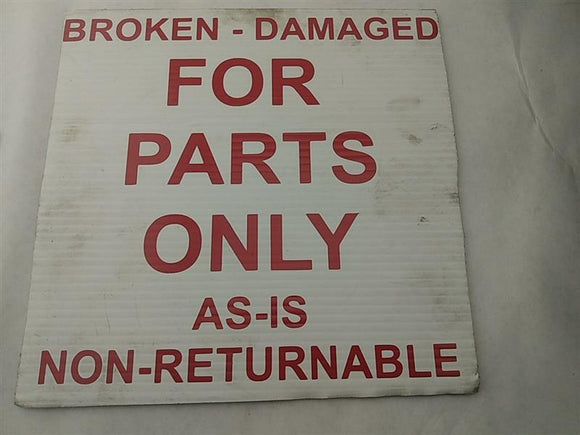 BROKEN - DAMAGED
FOR
PARTS
ONLY
AS-IS
NON-RETURNABLE